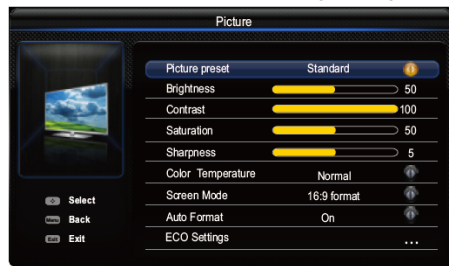 Picture
Picture preset Standard
Brightness 50
Contrast 100
Saturation 50
Sharpness 5
Color Temperature Normal
Screen Mode 16:9 format
Auto Format On
ECO Settings ...
Select
Menu Back
Exit Exit